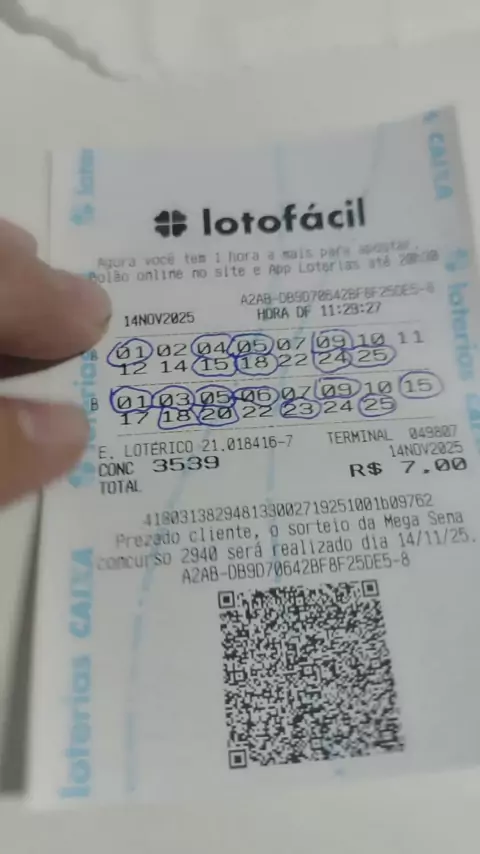 lotofácil
Agora você tem 1 hora a mais para apostar.
Bolão online no site e App Loterias até 20h30
A2AB-DB9D70642BF8F25DE5-8
14NOV2025 HORA DF 11:29:27
01 02 04 05 07 09 10 11
12 14 15 18 22 24 25
B 01 03 05 06 07 09 10 15
17 18 20 22 23 24 25
E. LOTÉRICO 21.018416-7 TERMINAL 049807
CONC 3539 14NOV2025
TOTAL R$ 7.00
418031382948133002719251001b09762
Prezado cliente, o sorteio da Mega Sena
concurso 2940 será realizado dia 14/11/25.
A2AB-DB9D70642BF8F25DE5-8
loterias CAIXA
CAIXA
loterias